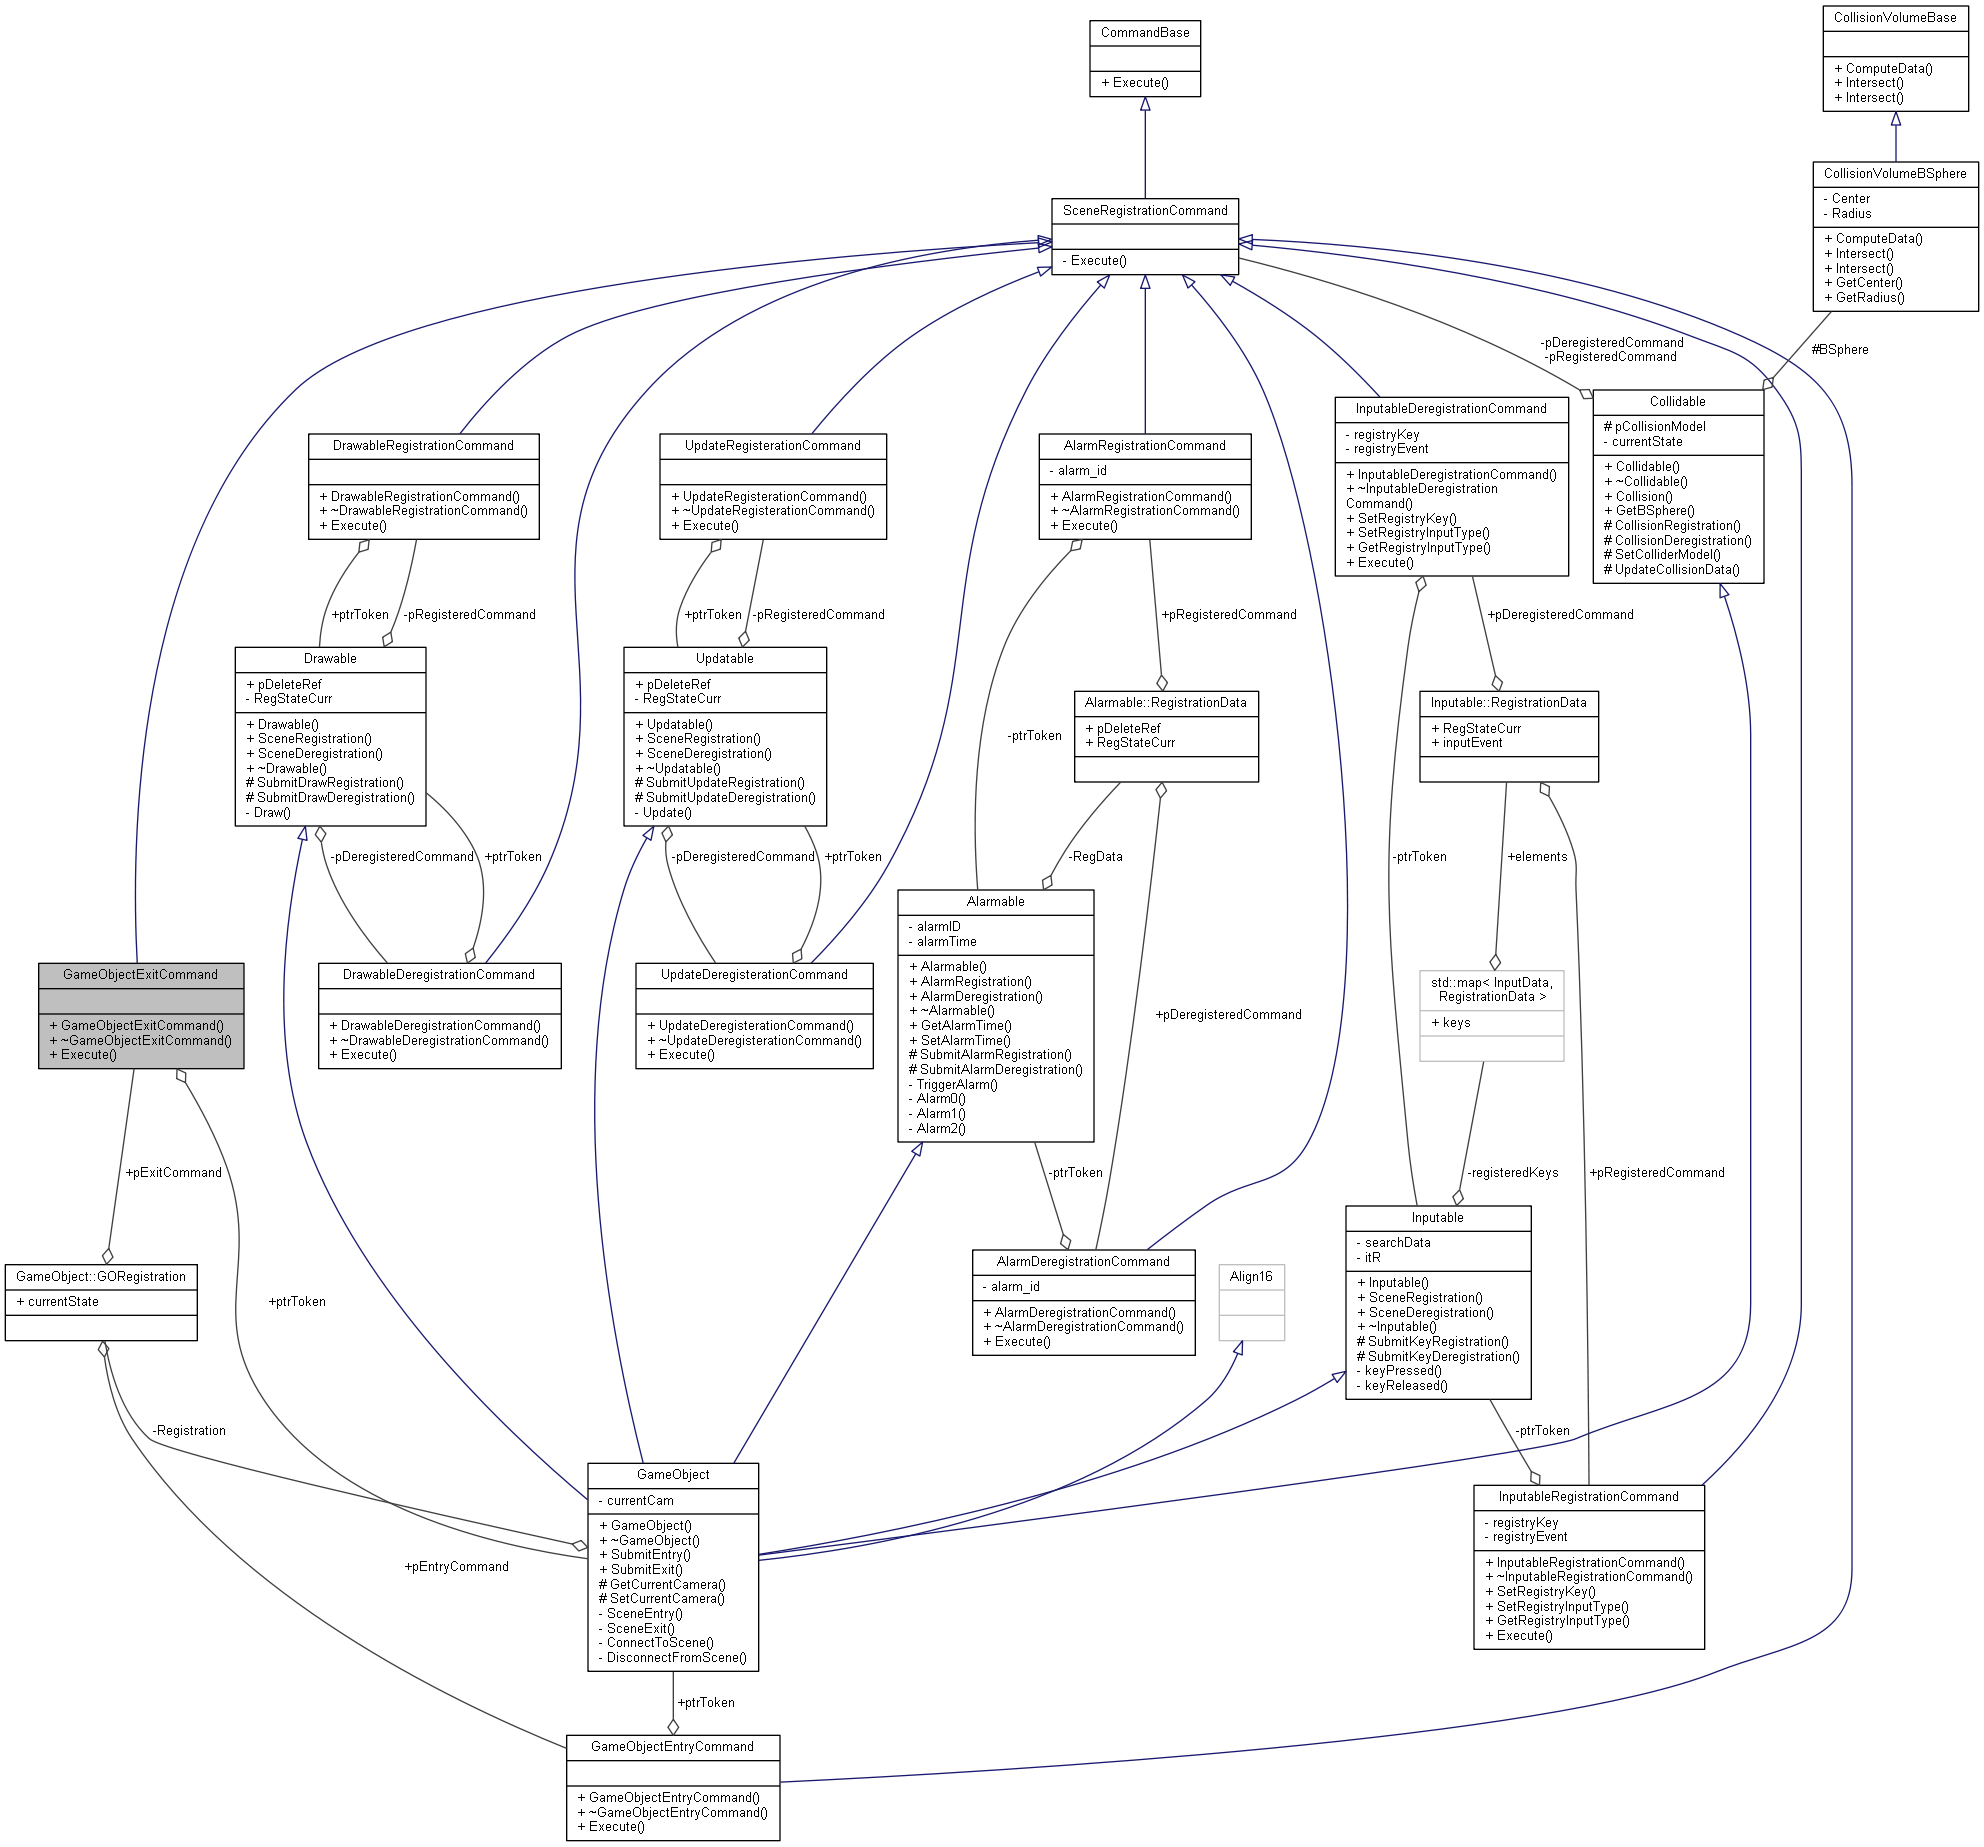 CommandBase
+ Execute()
CollisionVolumeBase
+ ComputeData()
+ Intersect()
+ Intersect()
CollisionVolumeBSphere
- Center
- Radius
+ ComputeData()
+ Intersect()
+ Intersect()
+ GetCenter()
+ GetRadius()
SceneRegistrationCommand
- Execute()
-pDeregisteredCommand
-pRegisteredCommand
#BSphere
DrawableRegistrationCommand
+ DrawableRegistrationCommand()
+ ~DrawableRegistrationCommand()
+ Execute()
UpdateRegisterationCommand
+ UpdateRegisterationCommand()
+ ~UpdateRegisterationCommand()
+ Execute()
AlarmRegistrationCommand
- alarm_id
+ AlarmRegistrationCommand()
+ ~AlarmRegistrationCommand()
+ Execute()
InputableDeregistrationCommand
- registryKey
- registryEvent
+ InputableDeregistrationCommand()
+ ~InputableDeregistration
Command()
+ SetRegistryKey()
+ SetRegistryInputType()
+ GetRegistryInputType()
+ Execute()
Collidable
# pCollisionModel
- currentState
+ Collidable()
+ ~Collidable()
+ Collision()
+ GetBSphere()
# CollisionRegistration()
# CollisionDeregistration()
# SetColliderModel()
# UpdateCollisionData()
+ptrToken
-pRegisteredCommand
+ptrToken
-pRegisteredCommand
+pRegisteredCommand
+pDeregisteredCommand
Drawable
+ pDeleteRef
- RegStateCurr
+ Drawable()
+ SceneRegistration()
+ SceneDeregistration()
+ ~Drawable()
# SubmitDrawRegistration()
# SubmitDrawDeregistration()
- Draw()
Updatable
+ pDeleteRef
- RegStateCurr
+ Updatable()
+ SceneRegistration()
+ SceneDeregistration()
+ ~Updatable()
# SubmitUpdateRegistration()
# SubmitUpdateDeregistration()
- Update()
-ptrToken
Alarmable::RegistrationData
+ pDeleteRef
+ RegStateCurr
Inputable::RegistrationData
+ RegStateCurr
+ inputEvent
-pDeregisteredCommand
+ptrToken
-pDeregisteredCommand
+ptrToken
-RegData
-ptrToken
+elements
Alarmable
- alarmID
- alarmTime
+ Alarmable()
+ AlarmRegistration()
+ AlarmDeregistration()
+ ~Alarmable()
+ GetAlarmTime()
+ SetAlarmTime()
# SubmitAlarmRegistration()
# SubmitAlarmDeregistration()
- TriggerAlarm()
- Alarm0()
- Alarm1()
- Alarm2()
GameObjectExitCommand
+ GameObjectExitCommand()
+ ~GameObjectExitCommand()
+ Execute()
DrawableDeregistrationCommand
+ DrawableDeregistrationCommand()
+ ~DrawableDeregistrationCommand()
+ Execute()
UpdateDeregisterationCommand
+ UpdateDeregisterationCommand()
+ ~UpdateDeregisterationCommand()
+ Execute()
+pDeregisteredCommand
std::map< InputData,
RegistrationData >
+ keys
+pExitCommand
-ptrToken
-registeredKeys
+pRegisteredCommand
GameObject::GORegistration
+ currentState
+ptrToken
AlarmDeregistrationCommand
- alarm_id
+ AlarmDeregistrationCommand()
+ ~AlarmDeregistrationCommand()
+ Execute()
Align16
Inputable
- searchData
- itR
+ Inputable()
+ SceneRegistration()
+ SceneDeregistration()
+ ~Inputable()
# SubmitKeyRegistration()
# SubmitKeyDeregistration()
- keyPressed()
- keyReleased()
-Registration
-ptrToken
GameObject
- currentCam
+ GameObject()
+ ~GameObject()
+ SubmitEntry()
+ SubmitExit()
# GetCurrentCamera()
# SetCurrentCamera()
- SceneEntry()
- SceneExit()
- ConnectToScene()
- DisconnectFromScene()
InputableRegistrationCommand
- registryKey
- registryEvent
+ InputableRegistrationCommand()
+ ~InputableRegistrationCommand()
+ SetRegistryKey()
+ SetRegistryInputType()
+ GetRegistryInputType()
+ Execute()
+pEntryCommand
+ptrToken
GameObjectEntryCommand
+ GameObjectEntryCommand()
+ ~GameObjectEntryCommand()
+ Execute()